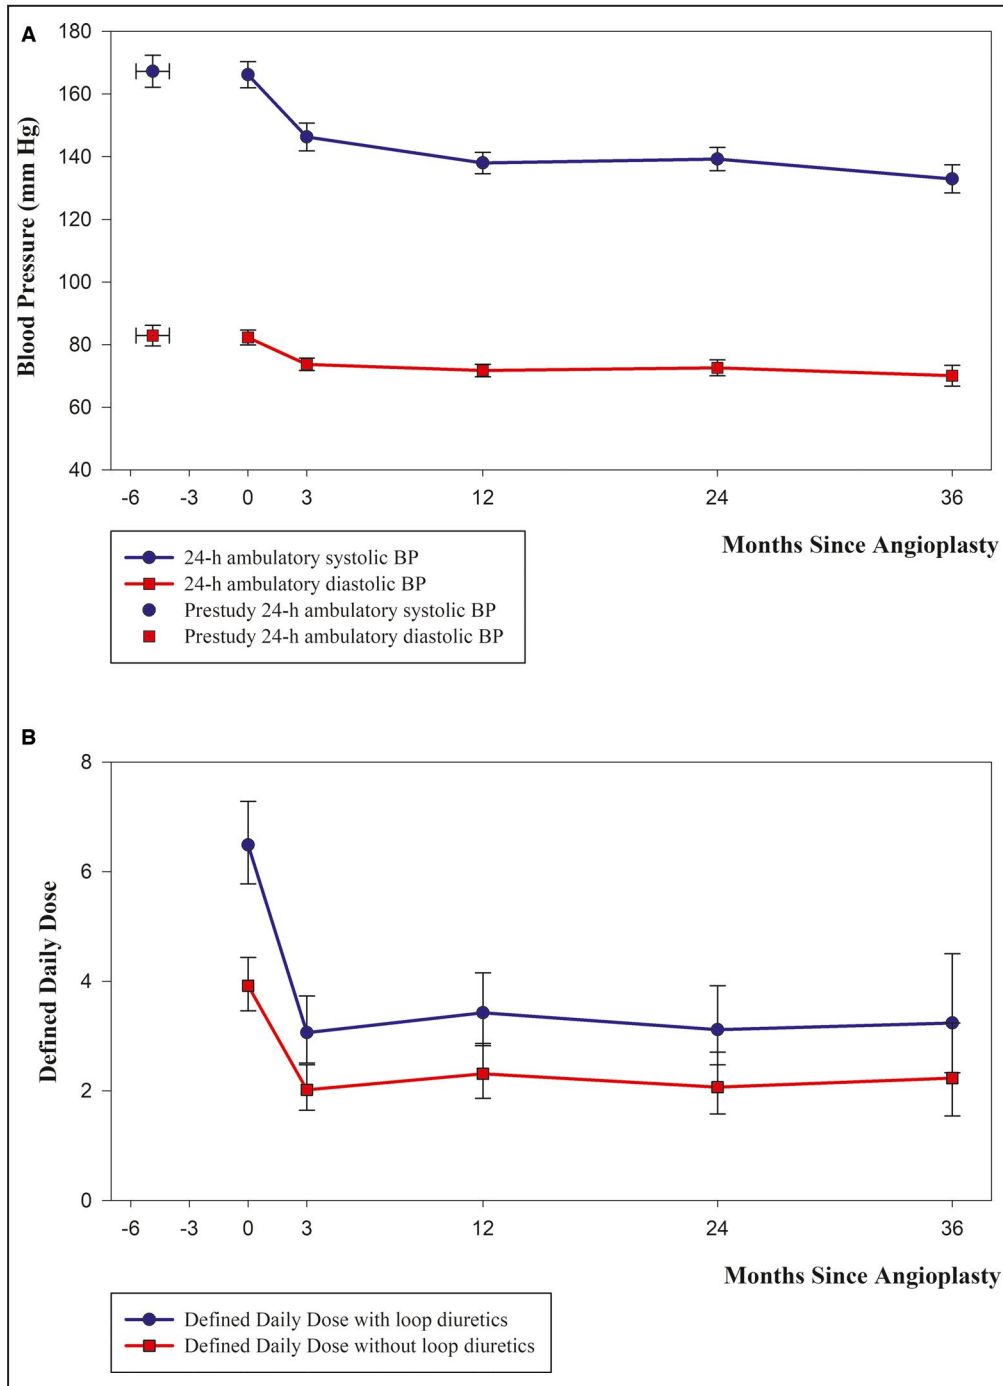 A
180
160
140
120
100
80
60
40
Blood Pressure (mm Hg)
-6 -3 0 3 12 24 36
Months Since Angioplasty
24-h ambulatory systolic BP
24-h ambulatory diastolic BP
Prestudy 24-h ambulatory systolic BP
Prestudy 24-h ambulatory diastolic BP
B
8
6
4
2
0
Defined Daily Dose
-6 -3 0 3 12 24 36
Months Since Angioplasty
Defined Daily Dose with loop diuretics
Defined Daily Dose without loop diuretics